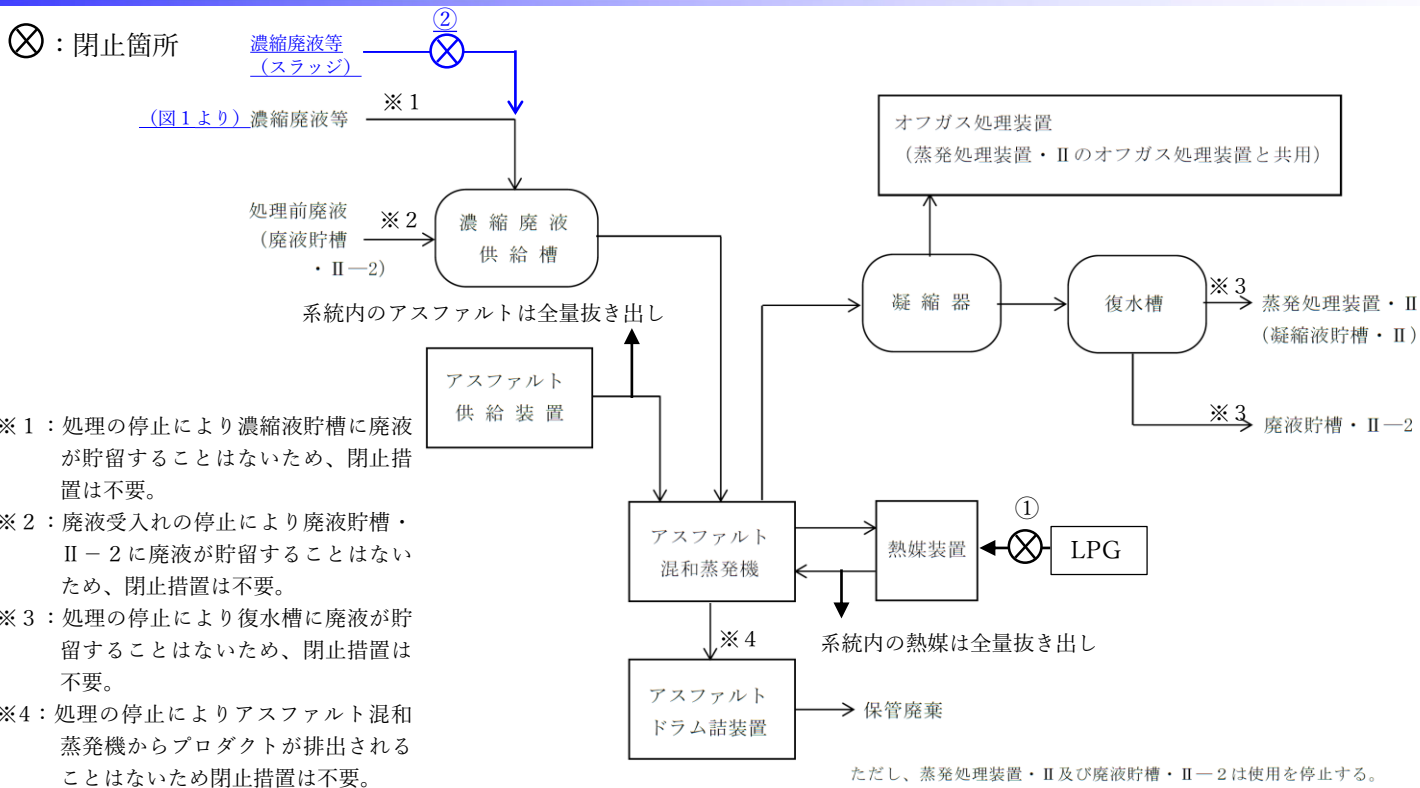 ：閉止箇所
②
濃縮廃液等
（スラッジ）
※１
（図１より）濃縮廃液等
処理前廃液
（廃液貯槽
・Ⅱ―2）
※２
濃縮廃液
供給槽
系統内のアスファルトは全量抜き出し
アスファルト
供給装置
オフガス処理装置
（蒸発処理装置・Ⅱのオフガス処理装置と共用）
凝縮器
復水槽
※３
蒸発処理装置・Ⅱ
（凝縮液貯槽・Ⅱ）
※３
廃液貯槽・Ⅱ―2
アスファルト
混和蒸発機
熱媒装置
①
LPG
系統内の熱媒は全量抜き出し
※４
アスファルト
ドラム詰装置
保管廃棄
※１：処理の停止により濃縮液貯槽に廃液
が貯留することはないため、閉止措
置は不要。
※２：廃液受入れの停止により廃液貯槽・
Ⅱ－２に廃液が貯留することはない
ため、閉止措置は不要。
※３：処理の停止により復水槽に廃液が貯
留することはないため、閉止措置は
不要。
※4：処理の停止によりアスファルト混和
蒸発機からプロダクトが排出される
ことはないため閉止措置は不要。
ただし、蒸発処理装置・Ⅱ及び廃液貯槽・Ⅱ―２は使用を停止する。